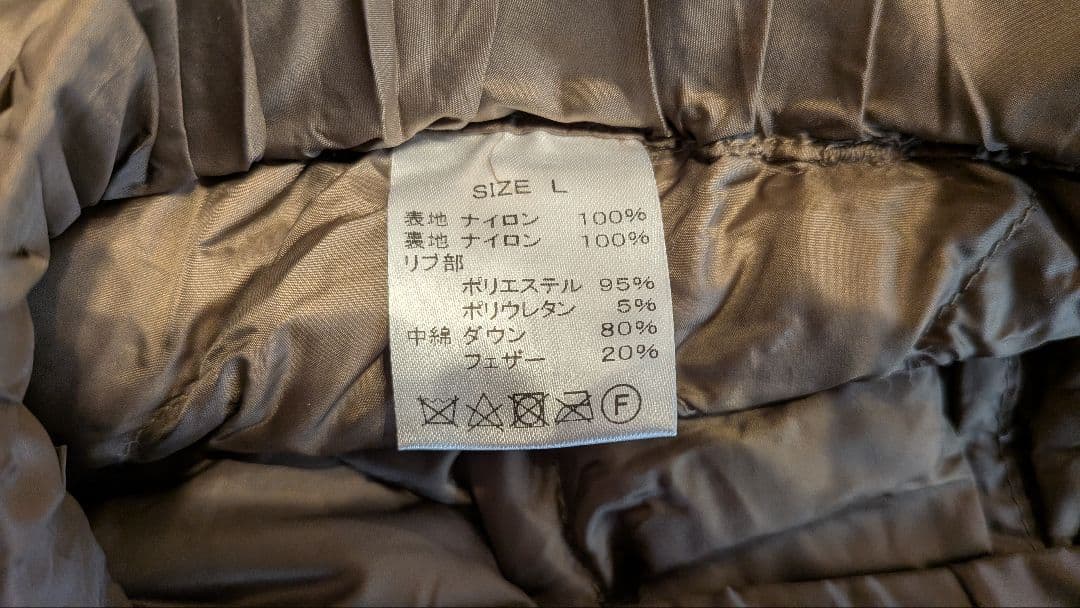 SIZE L
表地 ナイロン 100%
裏地 ナイロン 100%
リブ部
ポリエステル 95%
ポリウレタン 5%
中綿 ダウン 80%
フェザー 20%
F